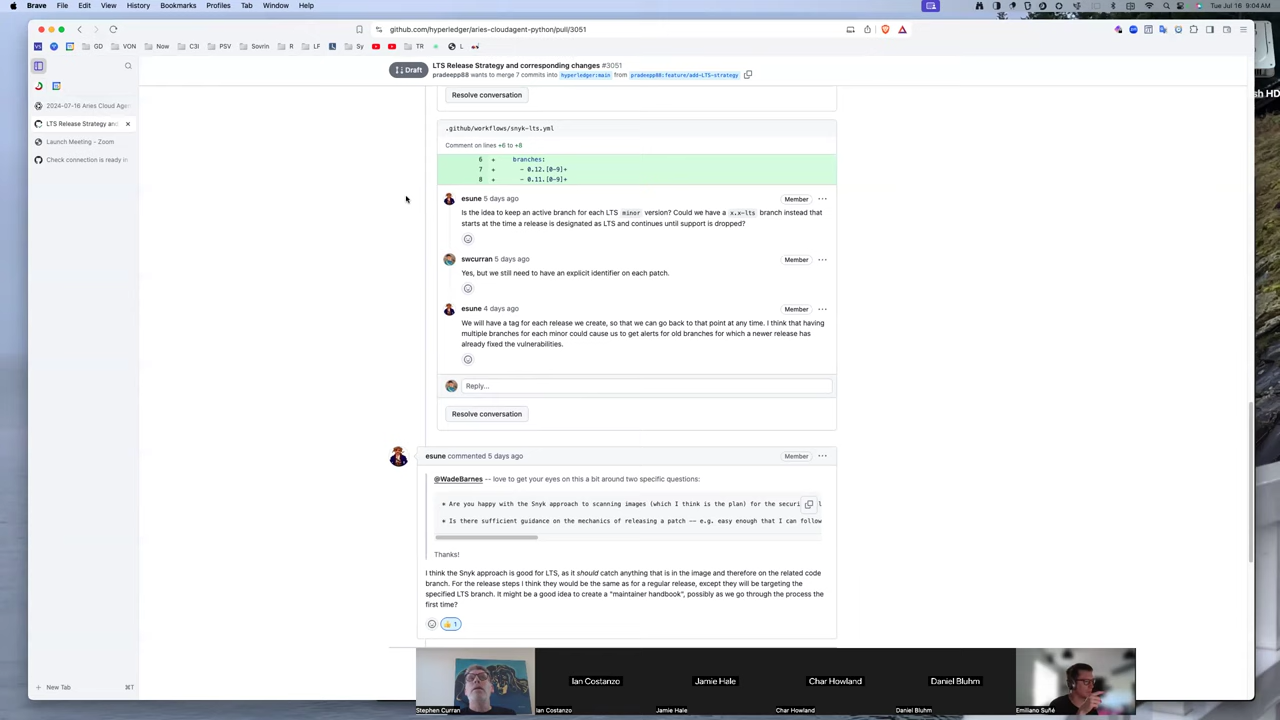 Brave File Edit View History Bookmarks Profiles Tab Window Help
Tue Jul 16 9:04 AM
github.com/hyperledger/aries-cloudagent-python/pull/3051
GD VON Now C3I PSV Sovrin R LF Sy TR L
Draft
LTS Release Strategy and corresponding changes #3051
pradeepp88 wants to merge 7 commits into hyperledger:main from pradeepp88:feature/add-LTS-strategy
2024-07-16 Aries Cloud Age
LTS Release Strategy and
Launch Meeting - Zoom
Check connection is ready in
Resolve conversation
.github/workflows/snyk-lts.yml
Comment on lines +6 to +8
6 + branches:
7 + - 0.12.[0-9]+
8 + - 0.11.[0-9]+
esune 5 days ago
Member
Is the idea to keep an active branch for each LTS minor version? Could we have a x.x-lts branch instead that
starts at the time a release is designated as LTS and continues until support is dropped?
swcurran 5 days ago
Member
Yes, but we still need to have an explicit identifier on each patch.
esune 4 days ago
Member
We will have a tag for each release we create, so that we can go back to that point at any time. I think that having
multiple branches for each minor could cause us to get alerts for old branches for which a newer release has
already fixed the vulnerabilities.
Reply...
Resolve conversation
esune commented 5 days ago
Member
@WadeBarnes -- love to get your eyes on this a bit around two specific questions:
* Are you happy with the Snyk approach to scanning images (which I think is the plan) for the securi
* Is there sufficient guidance on the mechanics of releasing a patch -- e.g. easy enough that I can follow
Thanks!
I think the Snyk approach is good for LTS, as it should catch anything that is in the image and therefore on the related code
branch. For the release steps I think they would be the same as for a regular release, except they will be targeting the
specified LTS branch. It might be a good idea to create a "maintainer handbook", possibly as we go through the process the
first time?
1
New Tab ⌘T
sh HD
Ian Costanzo
Jamie Hale
Char Howland
Daniel Bluhm
Stephen Curran
Ian Costanzo
Jamie Hale
Char Howland
Daniel Bluhm
Emiliano Suñé